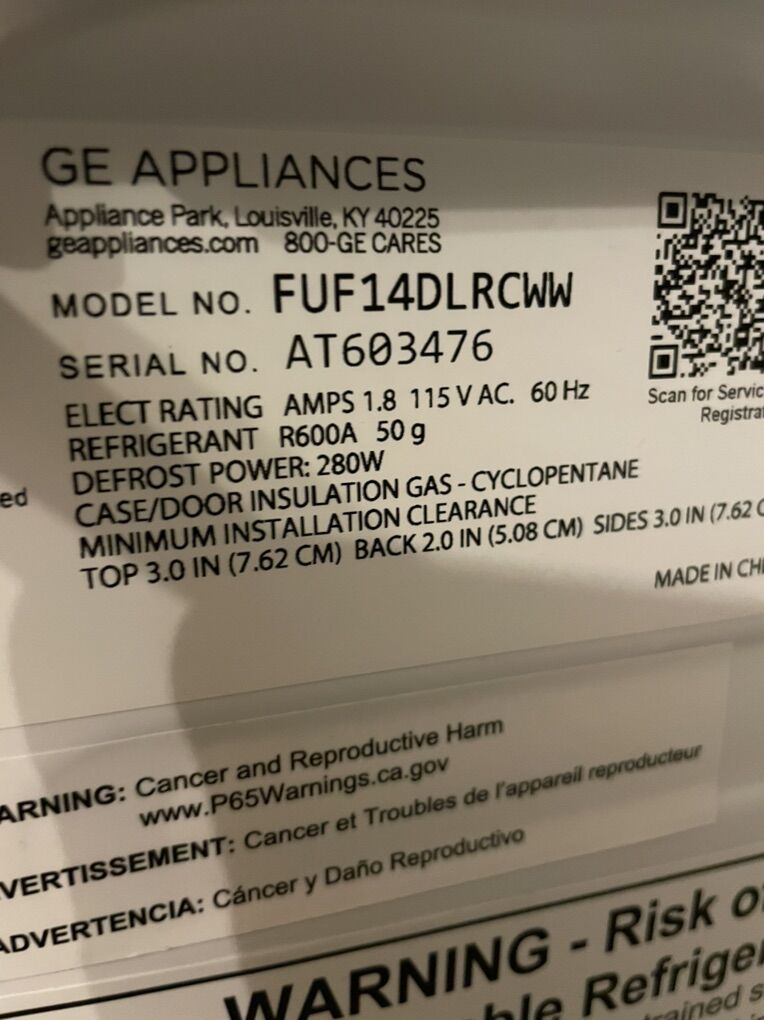 GE APPLIANCES
Appliance Park, Louisville, KY 40225
geappliances.com 800-GE CARES
MODEL NO. FUF14DLRCWW
SERIAL NO. AT603476
ELECT RATING AMPS 1.8 115 V AC. 60 Hz
REFRIGERANT R600A 50 g
DEFROST POWER: 280W
CASE/DOOR INSULATION GAS - CYCLOPENTANE
MINIMUM INSTALLATION CLEARANCE
TOP 3.0 IN (7.62 CM) BACK 2.0 IN (5.08 CM) SIDES 3.0 IN (7.62 C
Scan for Servic
Registrat
ed
MADE IN CHI
ARNING: Cancer and Reproductive Harm
www.P65Warnings.ca.gov
VERTISSEMENT: Cancer et Troubles de l'appareil reproducteur
ADVERTENCIA: Cáncer y Daño Reproductivo
WARNING - Risk o
ble Refrige
trained s